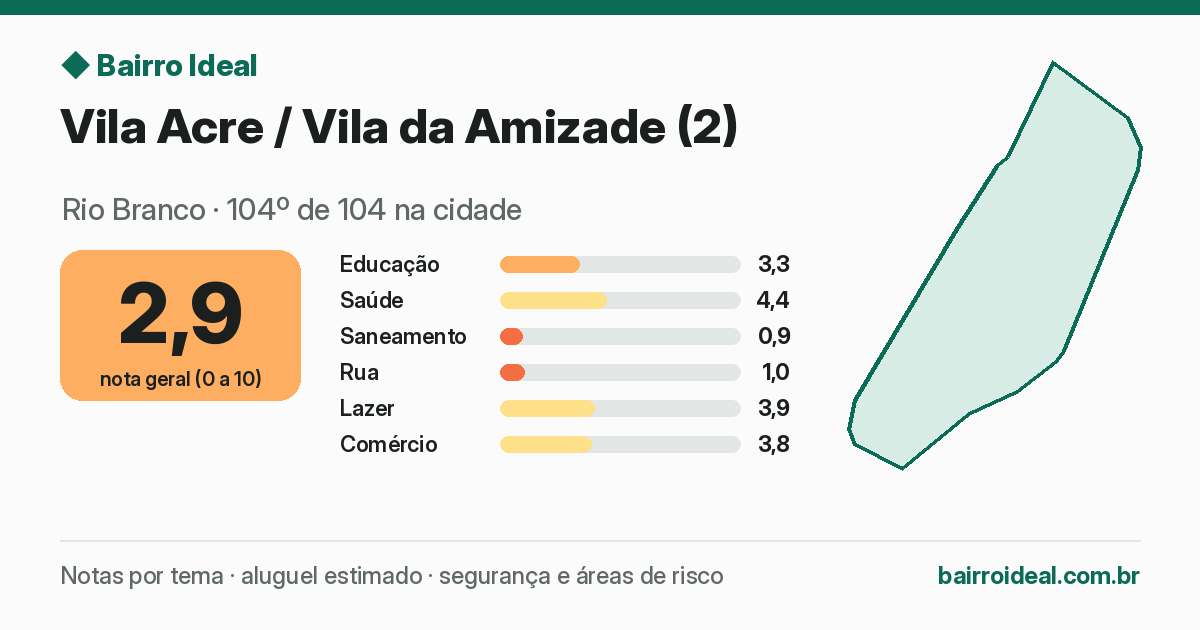 Bairro Ideal
Vila Acre / Vila da Amizade (2)
Rio Branco · 104º de 104 na cidade
2,9
nota geral (0 a 10)
Educação 3,3
Saúde 4,4
Saneamento 0,9
Rua 1,0
Lazer 3,9
Comércio 3,8
Notas por tema · aluguel estimado · segurança e áreas de risco
bairroideal.com.br